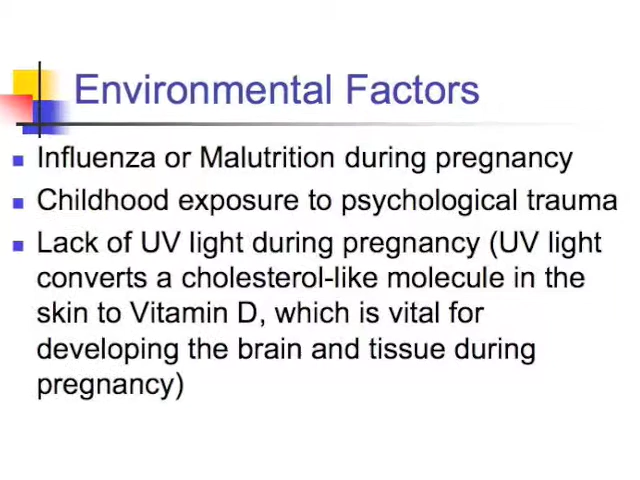 Environmental Factors
Influenza or Malutrition during pregnancy
Childhood exposure to psychological trauma
Lack of UV light during pregnancy (UV light
converts a cholesterol-like molecule in the
skin to Vitamin D, which is vital for
developing the brain and tissue during
pregnancy)